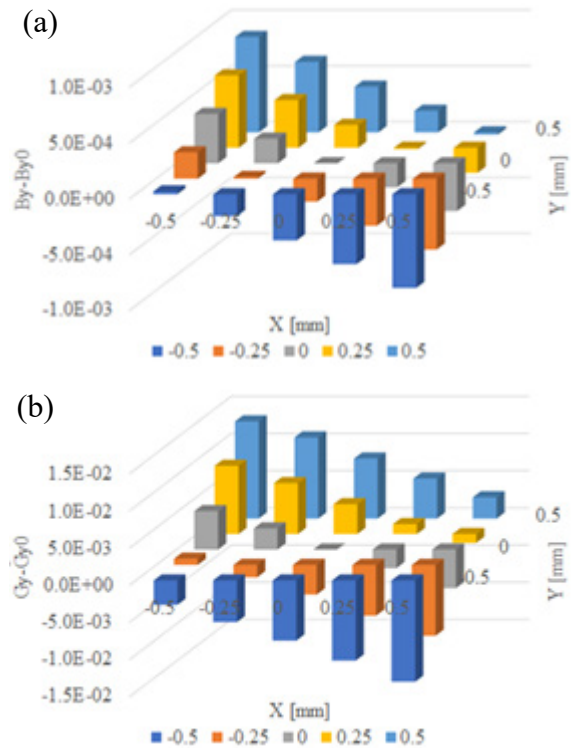 (a)
1.0E-03
5.0E-04
0.0E+00
-5.0E-04
-1.0E-03
By-By0
-0.5
-0.25
0
0.25
0.5
0.5
0
0.5
Y [mm]
X [mm]
-0.5 -0.25 0 0.25 0.5
(b)
1.5E-02
1.0E-02
5.0E-03
0.0E+00
-5.0E-03
-1.0E-02
-1.5E-02
Gy-Gy0
-0.5
-0.25
0
0.25
0.5
0.5
0
0.5
Y [mm]
X [mm]
-0.5 -0.25 0 0.25 0.5